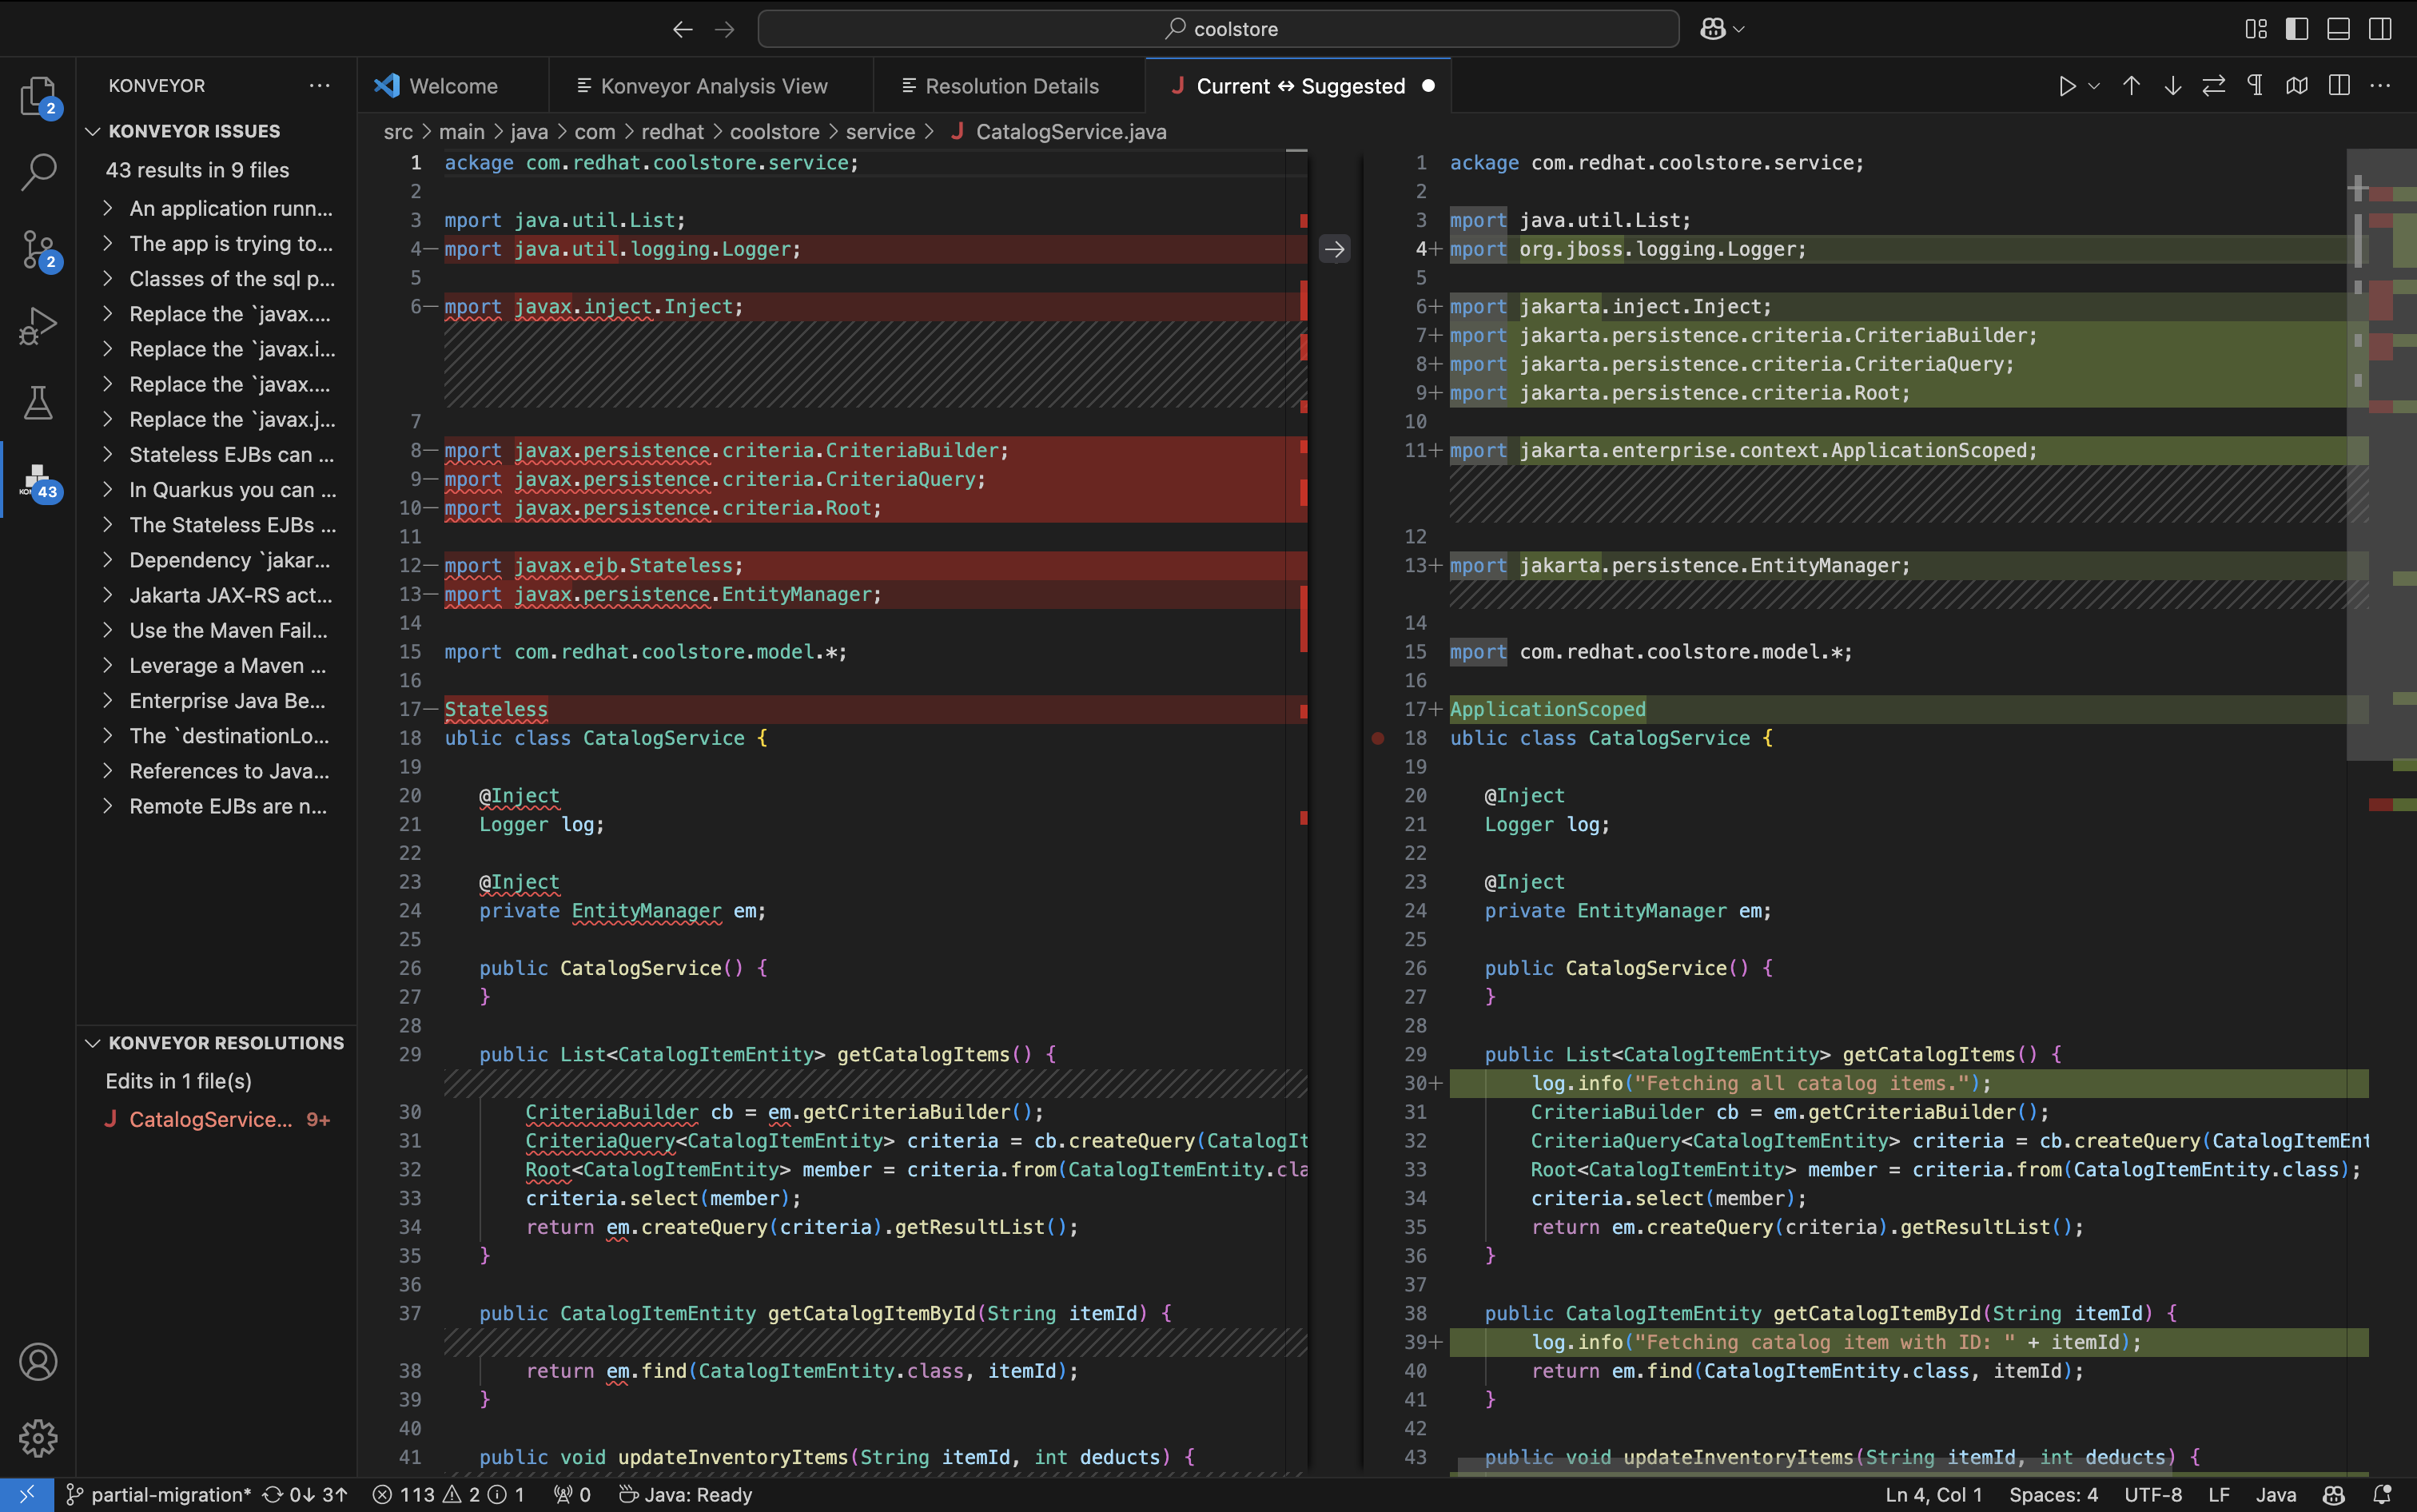 coolstore
KONVEYOR
Welcome
Konveyor Analysis View
Resolution Details
Current ↔ Suggested
KONVEYOR ISSUES
43 results in 9 files
An application runn...
The app is trying to...
Classes of the sql p...
Replace the `javax....
Replace the `javax.i...
Replace the `javax....
Replace the `javax.j...
Stateless EJBs can ...
In Quarkus you can ...
The Stateless EJBs ...
Dependency `jakar...
Jakarta JAX-RS act...
Use the Maven Fail...
Leverage a Maven ...
Enterprise Java Be...
The `destinationLo...
References to Java...
Remote EJBs are n...
KONVEYOR RESOLUTIONS
Edits in 1 file(s)
J CatalogService... 9+
2
2
43
src > main > java > com > redhat > coolstore > service > J CatalogService.java
1 ackage com.redhat.coolstore.service;
2
3 mport java.util.List;
4— mport java.util.logging.Logger;
5
6— mport javax.inject.Inject;
7
8— mport javax.persistence.criteria.CriteriaBuilder;
9— mport javax.persistence.criteria.CriteriaQuery;
10— mport javax.persistence.criteria.Root;
11
12— mport javax.ejb.Stateless;
13— mport javax.persistence.EntityManager;
14
15 mport com.redhat.coolstore.model.*;
16
17— Stateless
18 ublic class CatalogService {
19
20 @Inject
21 Logger log;
22
23 @Inject
24 private EntityManager em;
25
26 public CatalogService() {
27 }
28
29 public List<CatalogItemEntity> getCatalogItems() {
30 CriteriaBuilder cb = em.getCriteriaBuilder();
31 CriteriaQuery<CatalogItemEntity> criteria = cb.createQuery(CatalogIt
32 Root<CatalogItemEntity> member = criteria.from(CatalogItemEntity.cla
33 criteria.select(member);
34 return em.createQuery(criteria).getResultList();
35 }
36
37 public CatalogItemEntity getCatalogItemById(String itemId) {
38 return em.find(CatalogItemEntity.class, itemId);
39 }
40
41 public void updateInventoryItems(String itemId, int deducts) {
1 ackage com.redhat.coolstore.service;
2
3 mport java.util.List;
4+ mport org.jboss.logging.Logger;
5
6+ mport jakarta.inject.Inject;
7+ mport jakarta.persistence.criteria.CriteriaBuilder;
8+ mport jakarta.persistence.criteria.CriteriaQuery;
9+ mport jakarta.persistence.criteria.Root;
10
11+ mport jakarta.enterprise.context.ApplicationScoped;
12
13+ mport jakarta.persistence.EntityManager;
14
15 mport com.redhat.coolstore.model.*;
16
17+ ApplicationScoped
18 ublic class CatalogService {
19
20 @Inject
21 Logger log;
22
23 @Inject
24 private EntityManager em;
25
26 public CatalogService() {
27 }
28
29 public List<CatalogItemEntity> getCatalogItems() {
30+ log.info("Fetching all catalog items.");
31 CriteriaBuilder cb = em.getCriteriaBuilder();
32 CriteriaQuery<CatalogItemEntity> criteria = cb.createQuery(CatalogItemEnt
33 Root<CatalogItemEntity> member = criteria.from(CatalogItemEntity.class);
34 criteria.select(member);
35 return em.createQuery(criteria).getResultList();
36 }
37
38 public CatalogItemEntity getCatalogItemById(String itemId) {
39+ log.info("Fetching catalog item with ID: " + itemId);
40 return em.find(CatalogItemEntity.class, itemId);
41 }
42
43 public void updateInventoryItems(String itemId, int deducts) {
partial-migration* 0↓ 3↑ 113 2 1 0 Java: Ready
Ln 4, Col 1 Spaces: 4 UTF-8 LF Java